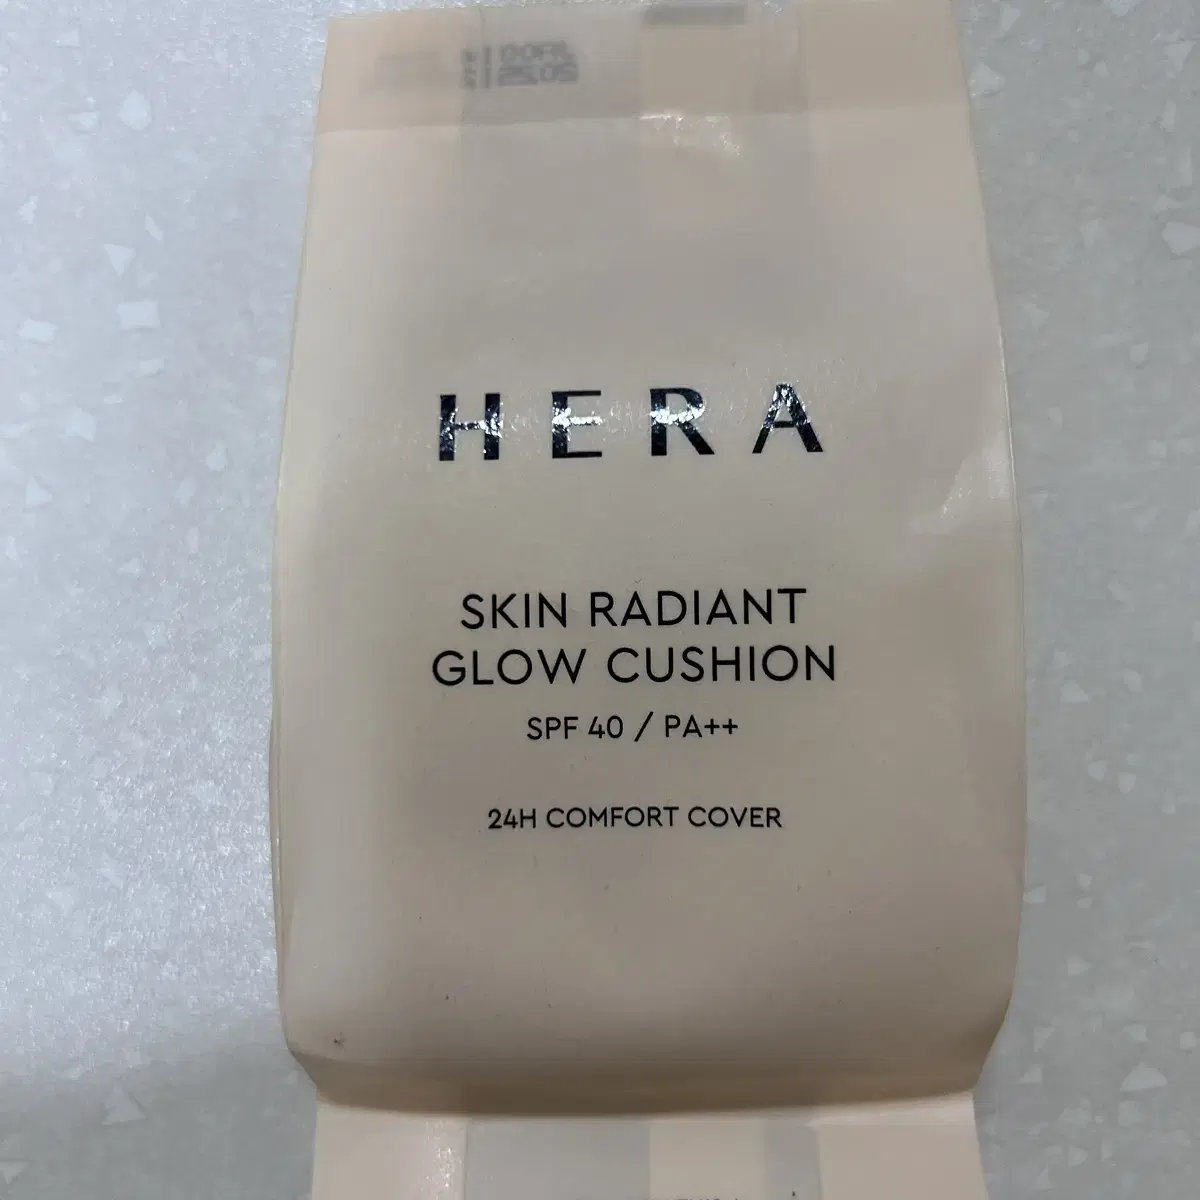 HERA
SKIN RADIANT
GLOW CUSHION
SPF 40 / PA++
24H COMFORT COVER